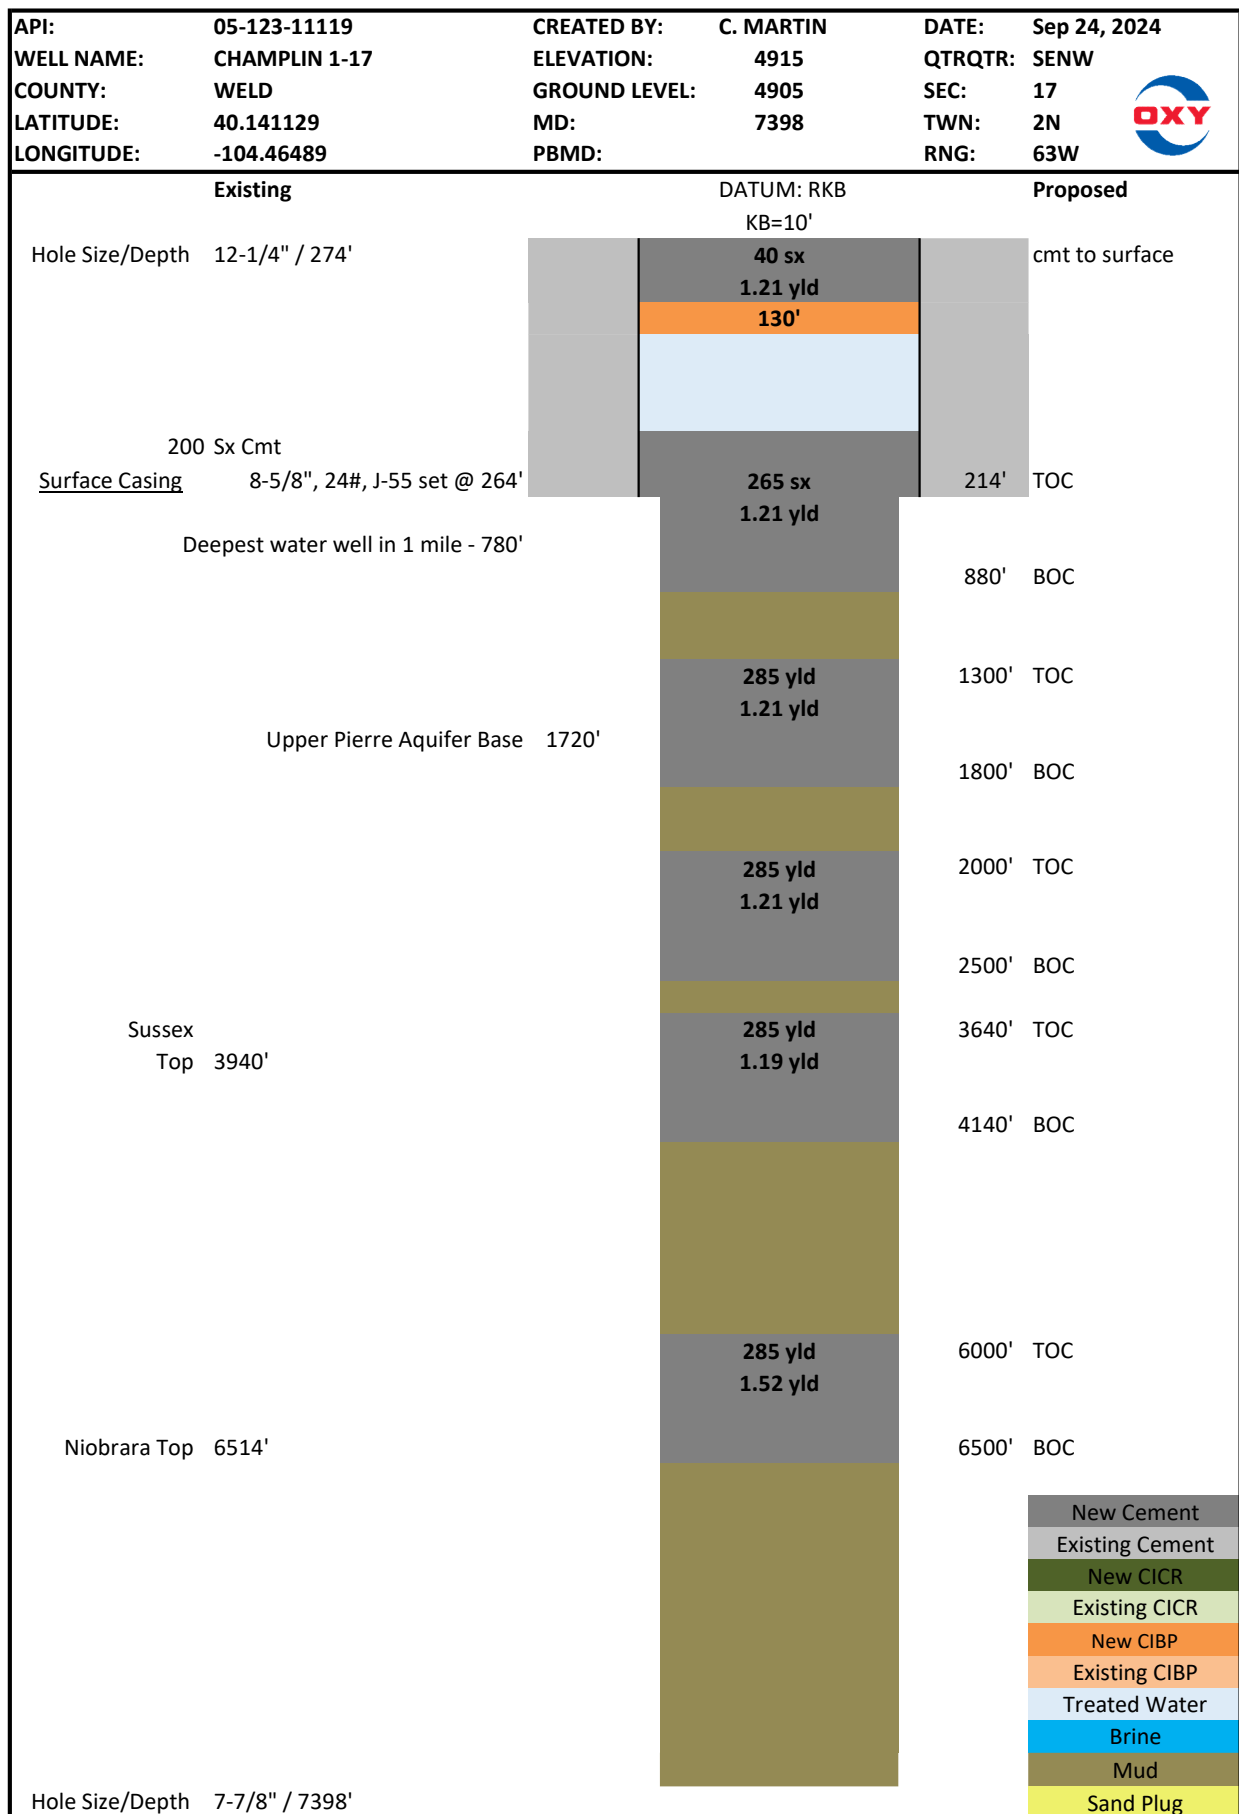 API: 05-123-11119 CREATED BY: C. MARTIN DATE: Sep 24, 2024
WELL NAME: CHAMPLIN 1-17 ELEVATION: 4915 QTRQTR: SENW
COUNTY: WELD GROUND LEVEL: 4905 SEC: 17
LATITUDE: 40.141129 MD: 7398 TWN: 2N
LONGITUDE: -104.46489 PBMD: RNG: 63W
OXY
Existing DATUM: RKB Proposed
KB=10'
Hole Size/Depth 12-1/4" / 274' 40 sx cmt to surface
1.21 yld
130'
200 Sx Cmt
Surface Casing 8-5/8", 24#, J-55 set @ 264' 265 sx 214' TOC
1.21 yld
Deepest water well in 1 mile - 780'
880' BOC
285 yld 1300' TOC
1.21 yld
Upper Pierre Aquifer Base 1720'
1800' BOC
285 yld 2000' TOC
1.21 yld
2500' BOC
Sussex 285 yld 3640' TOC
Top 3940' 1.19 yld
4140' BOC
285 yld 6000' TOC
1.52 yld
Niobrara Top 6514' 6500' BOC
New Cement
Existing Cement
New CICR
Existing CICR
New CIBP
Existing CIBP
Treated Water
Brine
Mud
Hole Size/Depth 7-7/8" / 7398' Sand Plug